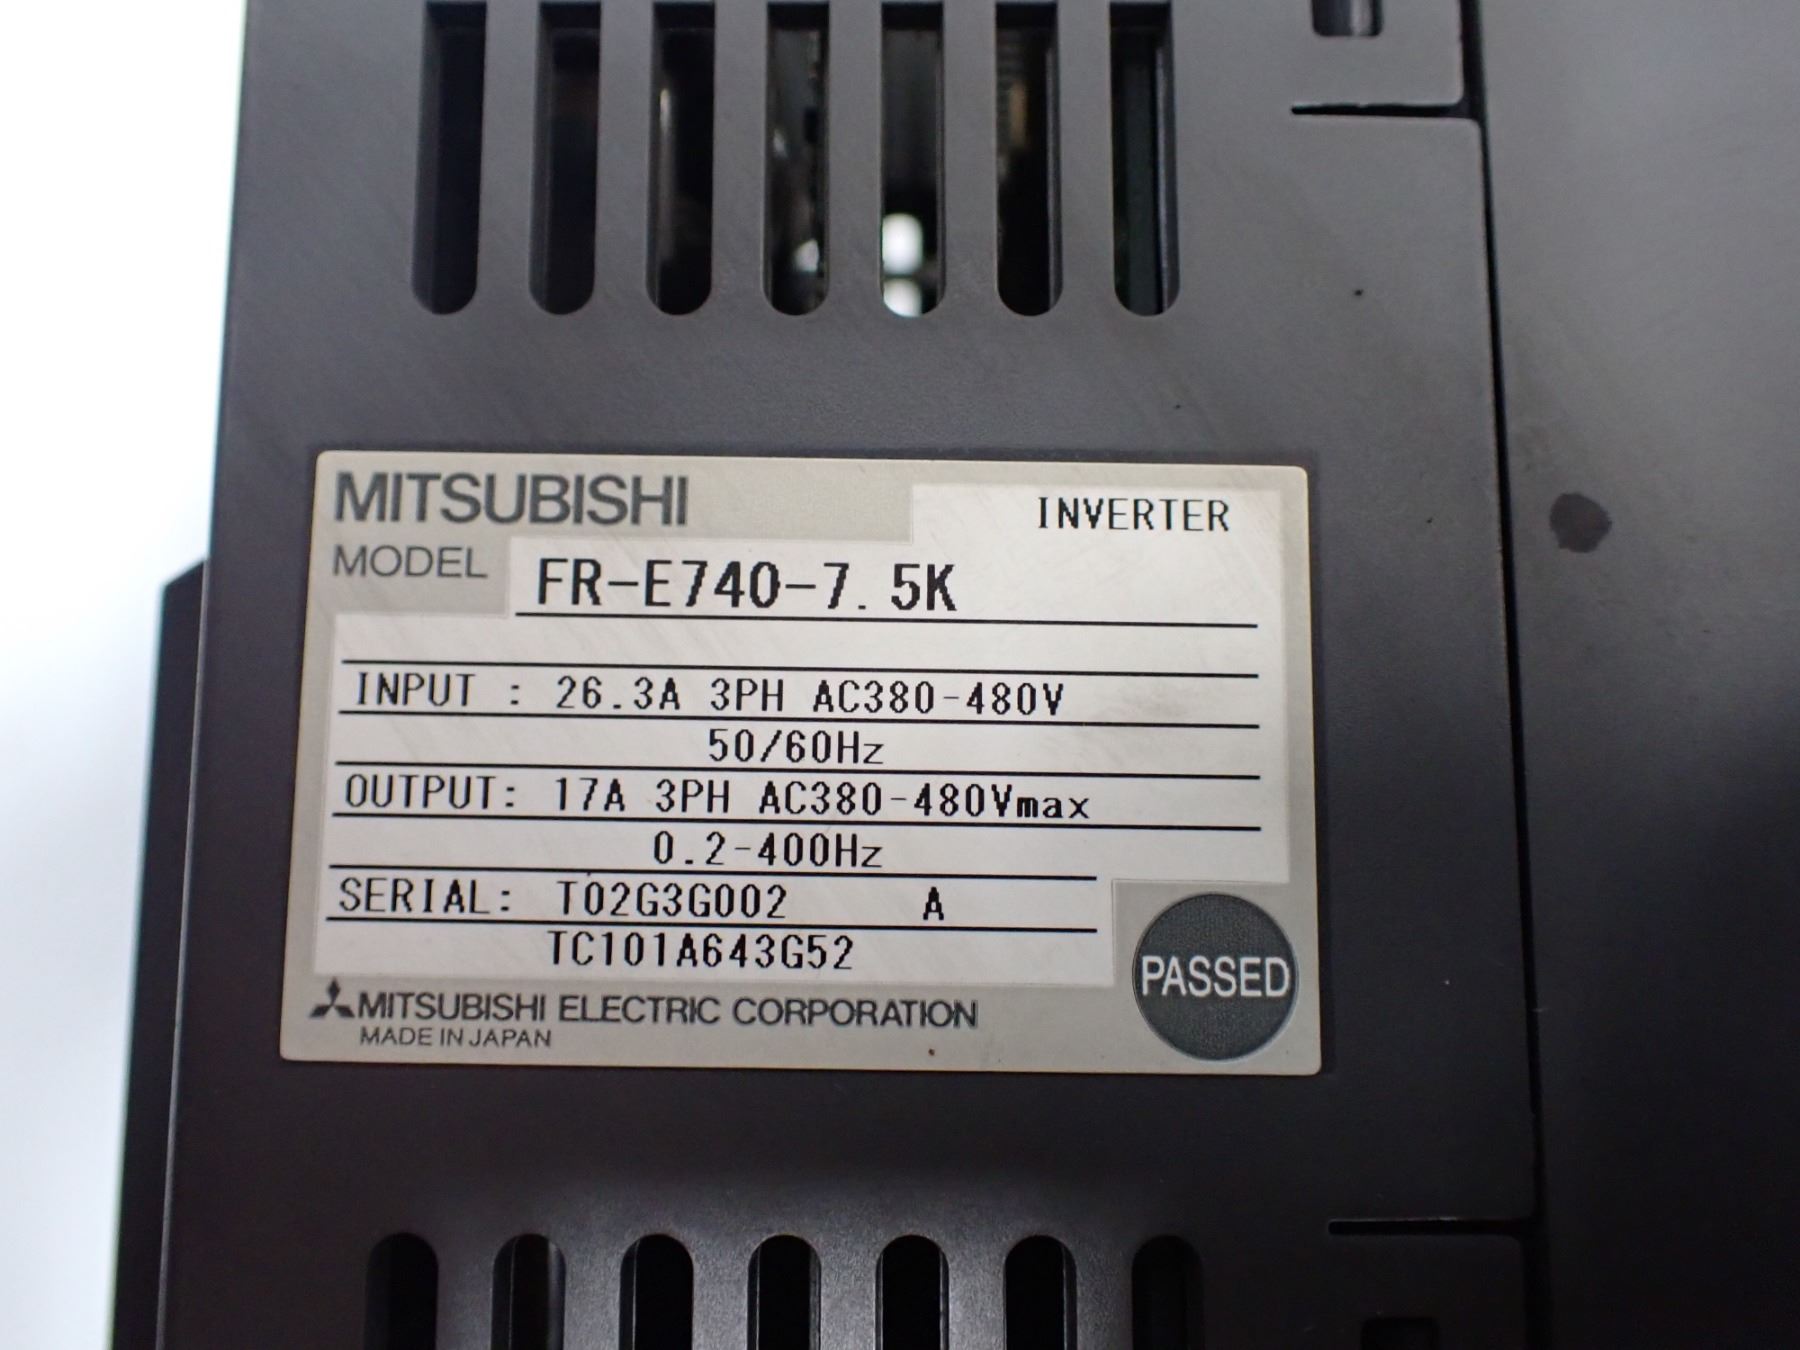 MITSUBISHI
INVERTER
MODEL FR-E740-7.5K
INPUT : 26.3A 3PH AC380-480V
50/60Hz
OUTPUT: 17A 3PH AC380-480Vmax
0.2-400Hz
SERIAL: T02G3G002 A
TC101A643G52
PASSED
MITSUBISHI ELECTRIC CORPORATION
MADE IN JAPAN